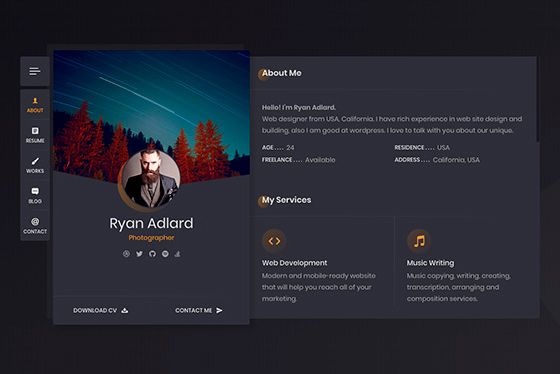 ABOUT
RESUME
WORKS
BLOG
CONTACT
Ryan Adlard
Photographer
DOWNLOAD CV
CONTACT ME
About Me
Hello! I'm Ryan Adlard.
Web designer from USA, California. I have rich experience in web site design and
building, also I am good at wordpress. I love to talk with you about our unique.
AGE .... 24
RESIDENCE .... USA
FREELANCE .... Available
ADDRESS .... California, USA
My Services
Web Development
Modern and mobile-ready website
that will help you reach all of your
marketing.
Music Writing
Music copying, writing, creating,
transcription, arranging and
composition services.